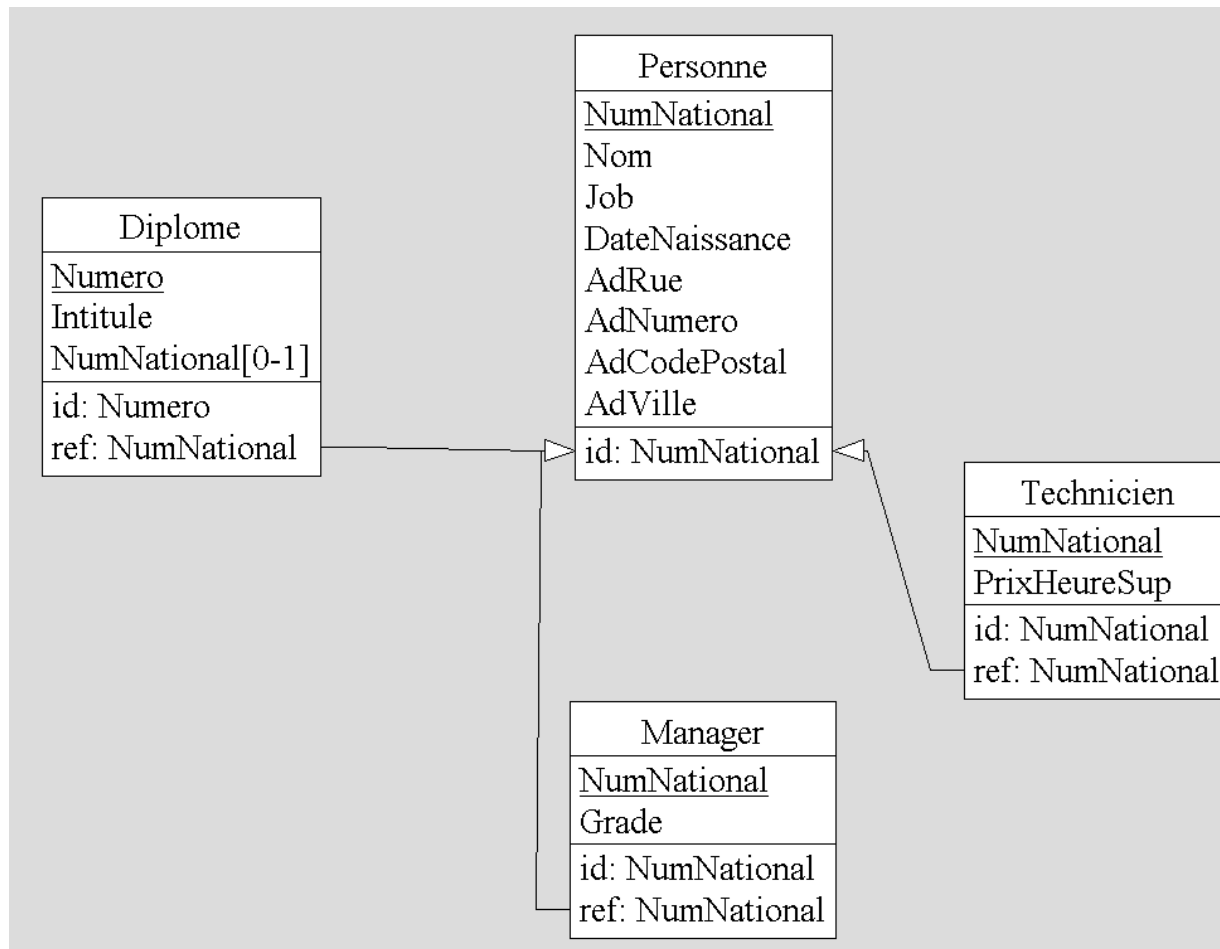 Personne
NumNational
Nom
Job
DateNaissance
AdRue
AdNumero
AdCodePostal
AdVille
id: NumNational
Diplome
Numero
Intitule
NumNational[0-1]
id: Numero
ref: NumNational
Technicien
NumNational
PrixHeureSup
id: NumNational
ref: NumNational
Manager
NumNational
Grade
id: NumNational
ref: NumNational